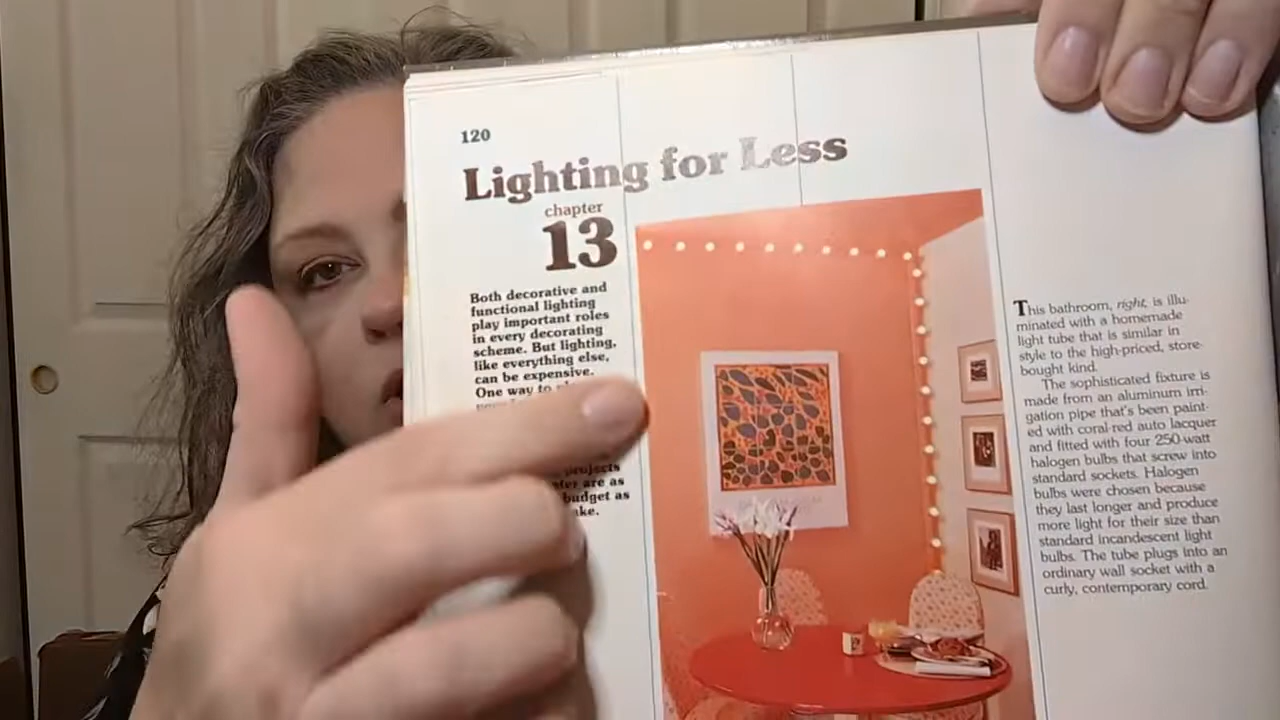 120
Lighting for Less
chapter
13
Both decorative and
functional lighting
play important roles
in every decorating
scheme. But lighting,
like everything else,
can be expensive.
One way to
projects
are as
budget as
This bathroom, right, is illu-
minated with a homemade
light tube that is similar in
style to the high-priced, store-
bought kind.
The sophisticated fixture is
made from an aluminum irri-
gation pipe that's been paint-
ed with coral-red auto lacquer
and fitted with four 250-watt
halogen bulbs that screw into
standard sockets. Halogen
bulbs were chosen because
they last longer and produce
more light for their size than
standard incandescent light
bulbs. The tube plugs into an
ordinary wall socket with a
curly, contemporary cord.